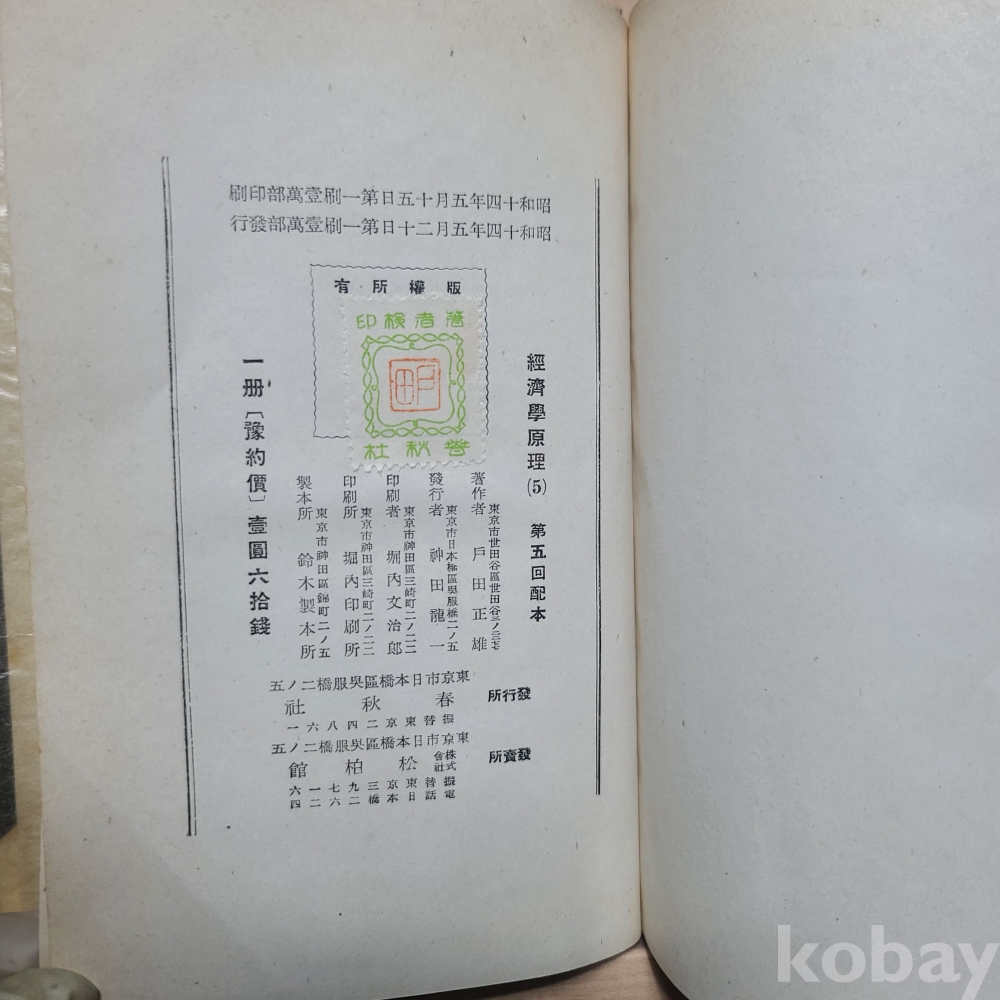 昭和十四年五月十五日第一刷壹萬部印刷
昭和十四年五月二十日第一刷壹萬部發行
版權所有
著者檢印
戶田
春秋社
經濟學原理(5) 第五回配本
著作者 東京市世田谷區世田谷三ノ三七 戶田正雄
發行者 東京市日本橋區吳服橋二ノ五 神田龍一
印刷者 東京市神田區三崎町二ノ二二 堀內文治郎
印刷所 東京市神田區三崎町二ノ二二 堀內印刷所
製本所 東京市神田區錦町二ノ五 鈴木製本所
一册〔豫約價〕壹圓六拾錢
東京市日本橋區吳服橋二ノ五
發行所 春秋社
振替東京二四八六一
東京市日本橋區吳服橋二ノ五
發賣所 株式會社 松柏館
振替東京三九七一六
電話日本橋二六二四
kobay